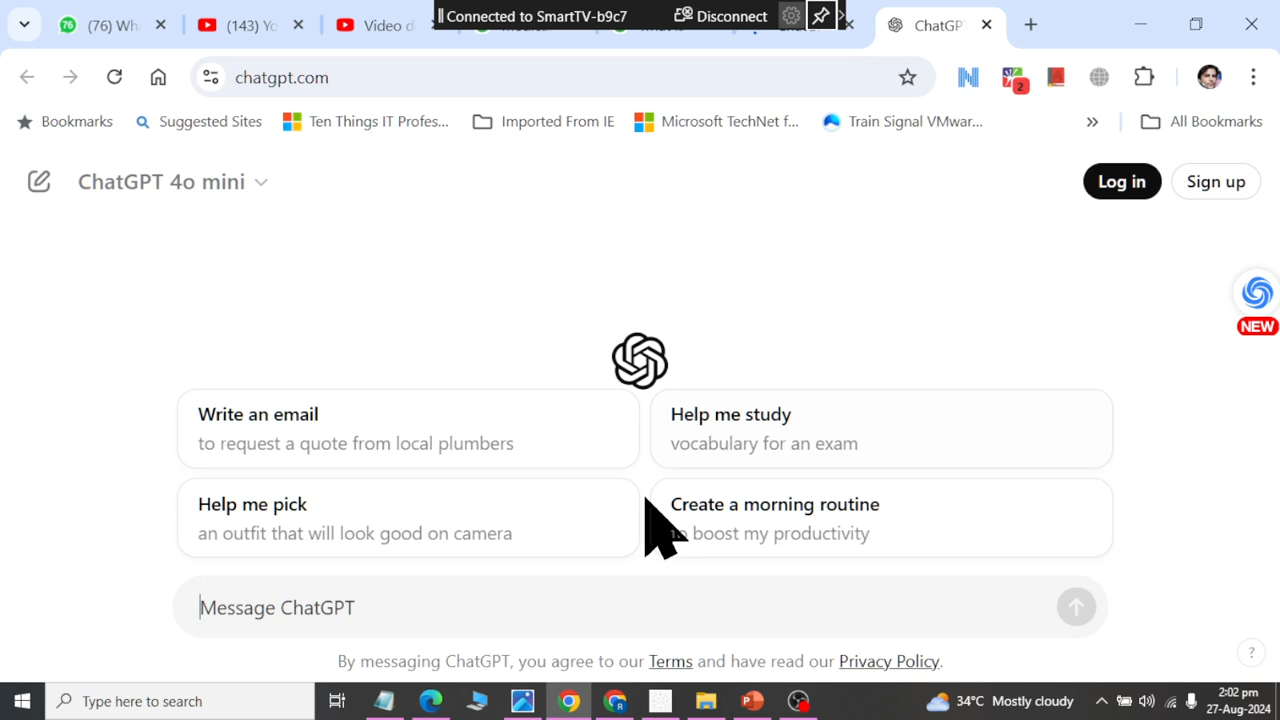 (76) Wh
(143) Yo
Video d
Connected to SmartTV-b9c7
Disconnect
ChatGP
chatgpt.com
2
Bookmarks
Suggested Sites
Ten Things IT Profes...
Imported From IE
Microsoft TechNet f...
Train Signal VMwar...
All Bookmarks
ChatGPT 4o mini
Log in
Sign up
NEW
Write an email
to request a quote from local plumbers
Help me study
vocabulary for an exam
Help me pick
an outfit that will look good on camera
Create a morning routine
boost my productivity
Message ChatGPT
By messaging ChatGPT, you agree to our Terms and have read our Privacy Policy.
?
Type here to search
34°C Mostly cloudy
2:02 pm
27-Aug-2024